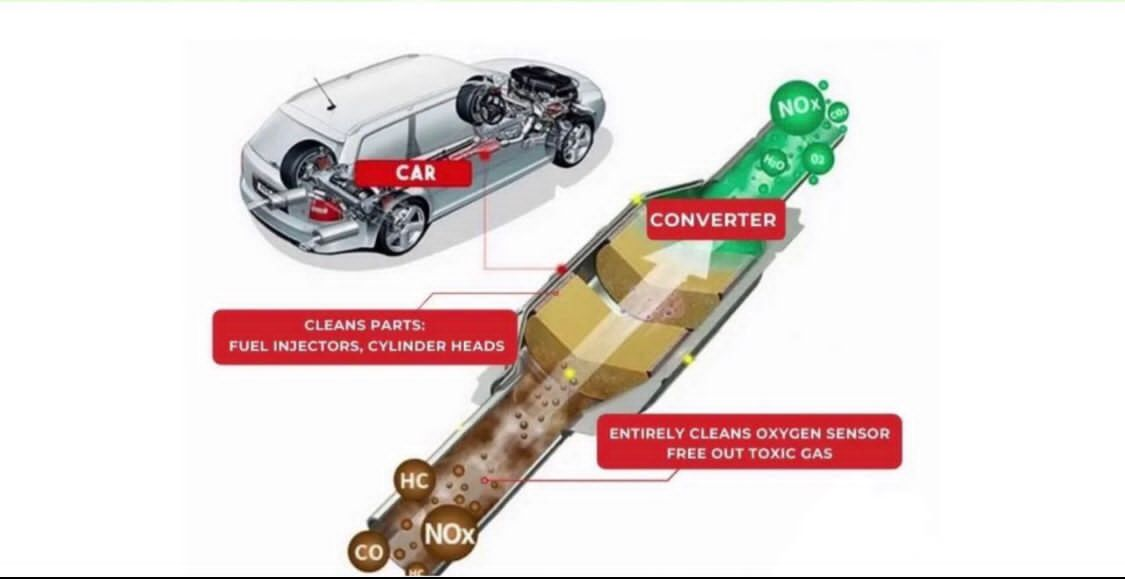 NOx
CO₂
H₂O
O2
CAR
CONVERTER
CLEANS PARTS:
FUEL INJECTORS, CYLINDER HEADS
ENTIRELY CLEANS OXYGEN SENSOR
FREE OUT TOXIC GAS
HC
NOx
CO
HC